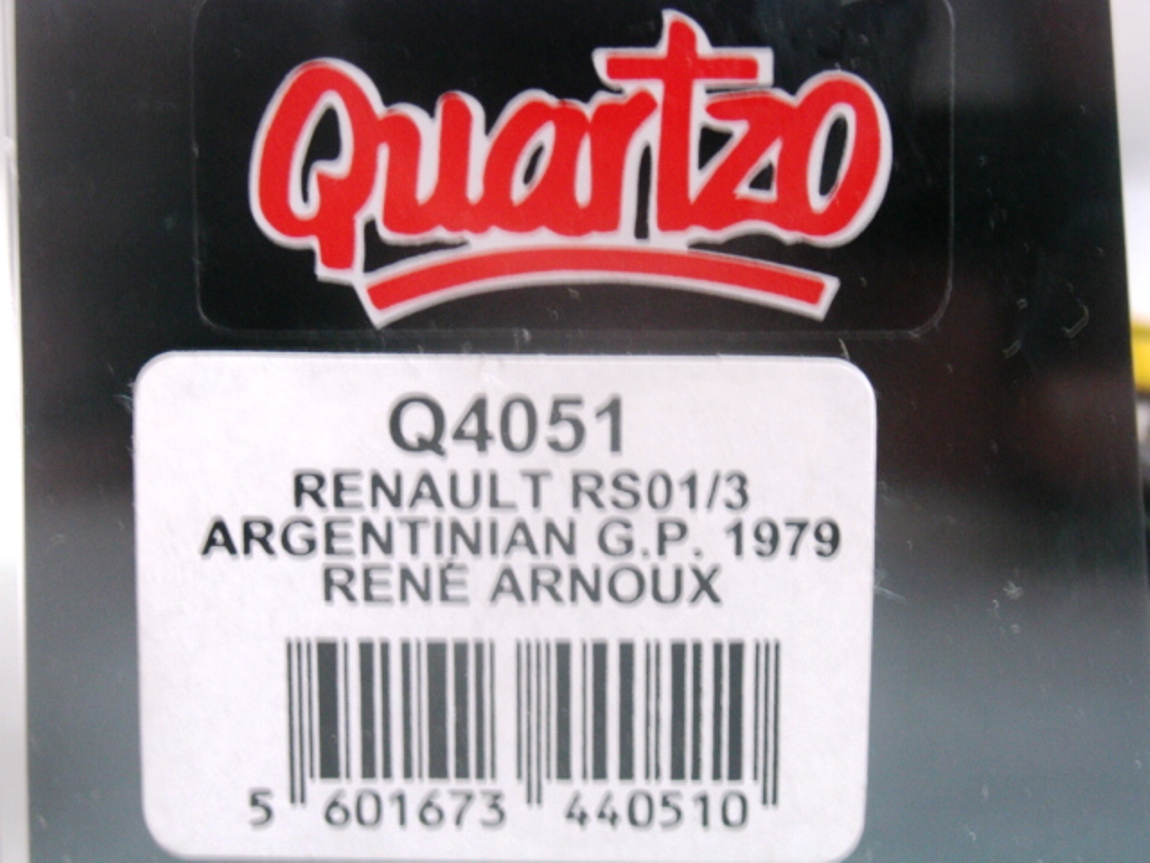 Quartzo
Q4051
RENAULT RS01/3
ARGENTINIAN G.P. 1979
RENÉ ARNOUX
5 601673 440510